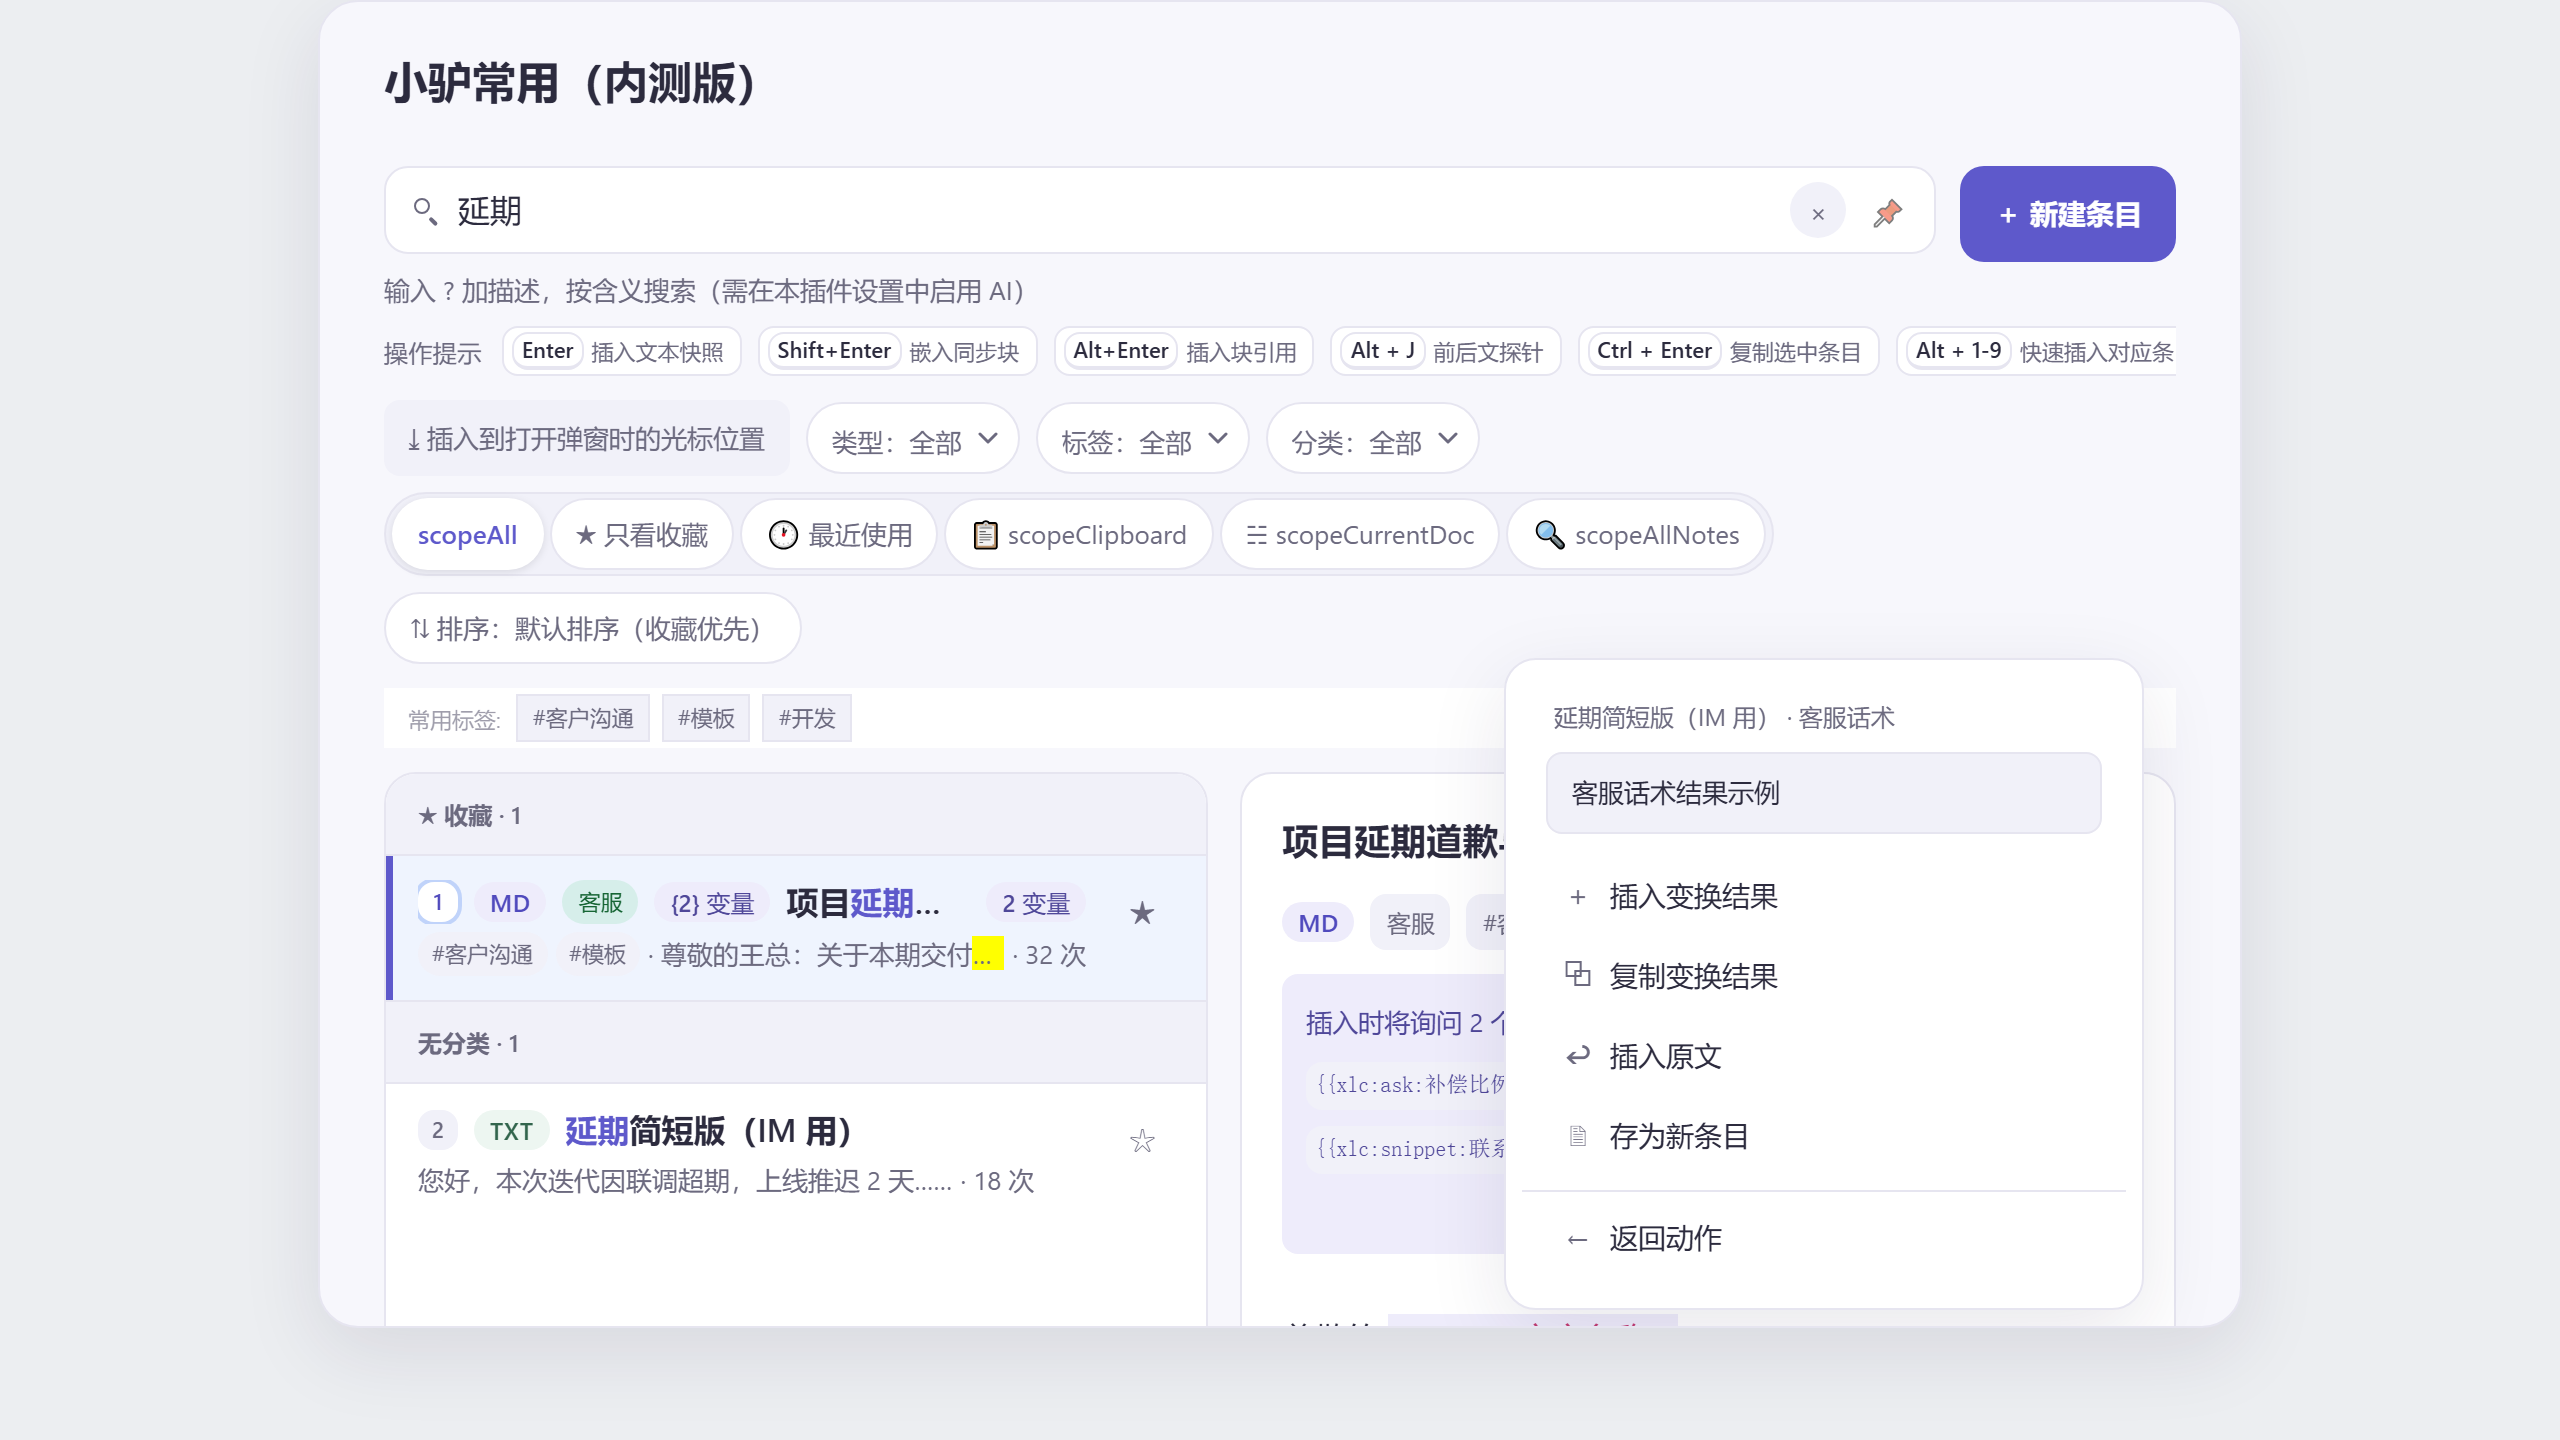 小驴常用（内测版）
延期
× 
+ 新建条目
输入 ? 加描述，按含义搜索（需在本插件设置中启用 AI）
操作提示 Enter 插入文本快照 Shift+Enter 嵌入同步块 Alt+Enter 插入块引用 Alt + J 前后文探针 Ctrl + Enter 复制选中条目 Alt + 1-9 快速插入对应条
⤓ 插入到打开弹窗时的光标位置 类型：全部 标签：全部 分类：全部
scopeAll ★ 只看收藏 最近使用 scopeClipboard ☵ scopeCurrentDoc scopeAllNotes
⇅ 排序：默认排序（收藏优先）
常用标签: #客户沟通 #模板 #开发
★ 收藏 · 1
1 MD 客服 {2} 变量 项目延期... 2 变量 ★
#客户沟通 #模板 · 尊敬的王总：关于本期交付... · 32 次
无分类 · 1
2 TXT 延期简短版（IM 用） ☆
您好，本次迭代因联调超期，上线推迟 2 天…… · 18 次
项目延期道歉
MD 客服 #
插入时将询问 2 个
{{xlc:ask:补偿比例
{{xlc:snippet:联系
延期简短版（IM 用） · 客服话术
客服话术结果示例
+ 插入变换结果
复制变换结果
↩ 插入原文
存为新条目
← 返回动作